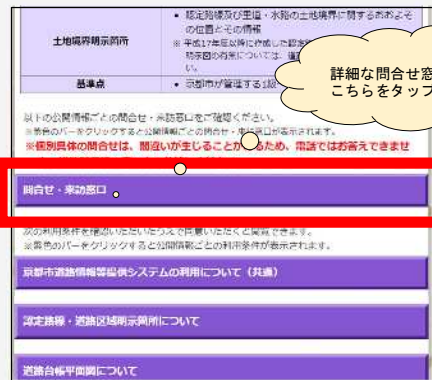 ・ 認定路線及び里道・水路の土地境界に関するおおよそ
の位置とその情報
土地境界明示箇所
※ 平成17年度以降に作成した認定
い。
基準点
・ 京都市が管理する1級
詳細な問合せ窓
こちらをタップ
以下の公開情報ごとの問合せ・来訪窓口をご確認ください。
※紫色のバーをクリックすると公開情報ごとの問合せ・来訪窓口が表示されます。
※個別具体の問合せは、間違いが生じることがあるため、電話ではお答えできませ
問合せ・来訪窓口
次の利用条件を確認いただいたうえで同意いただくと閲覧できます。
※紫色のバーをクリックすると公開情報ごとの利用条件が表示されます。
京都市道路情報等提供システムの利用について（共通）
認定路線・道路区域明示箇所について
道路台帳平面図について